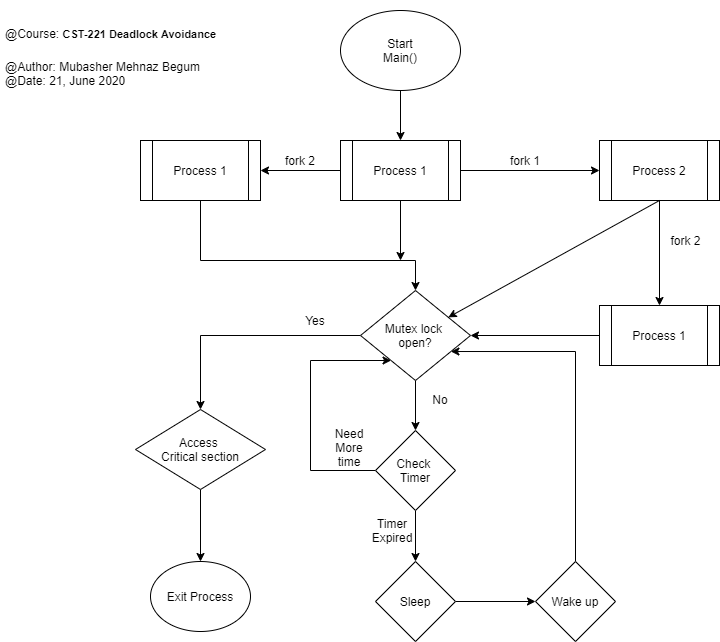 @Course: CST-221 Deadlock Avoidance
@Author: Mubasher Mehnaz Begum
@Date: 21, June 2020
Start
Main()
Process 1
fork 2
Process 1
fork 1
Process 2
fork 2
Process 1
Yes
Mutex lock
open?
No
Need
More
time
Check
Timer
Access
Critical section
Timer
Expired
Exit Process
Sleep
Wake up